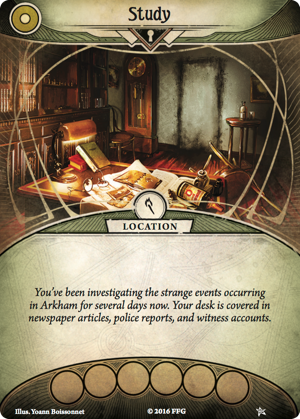 Study
LOCATION
You've been investigating the strange events occurring
in Arkham for several days now. Your desk is covered in
newspaper articles, police reports, and witness accounts.
Illus. Yoann Boissonnet
© 2016 FFG